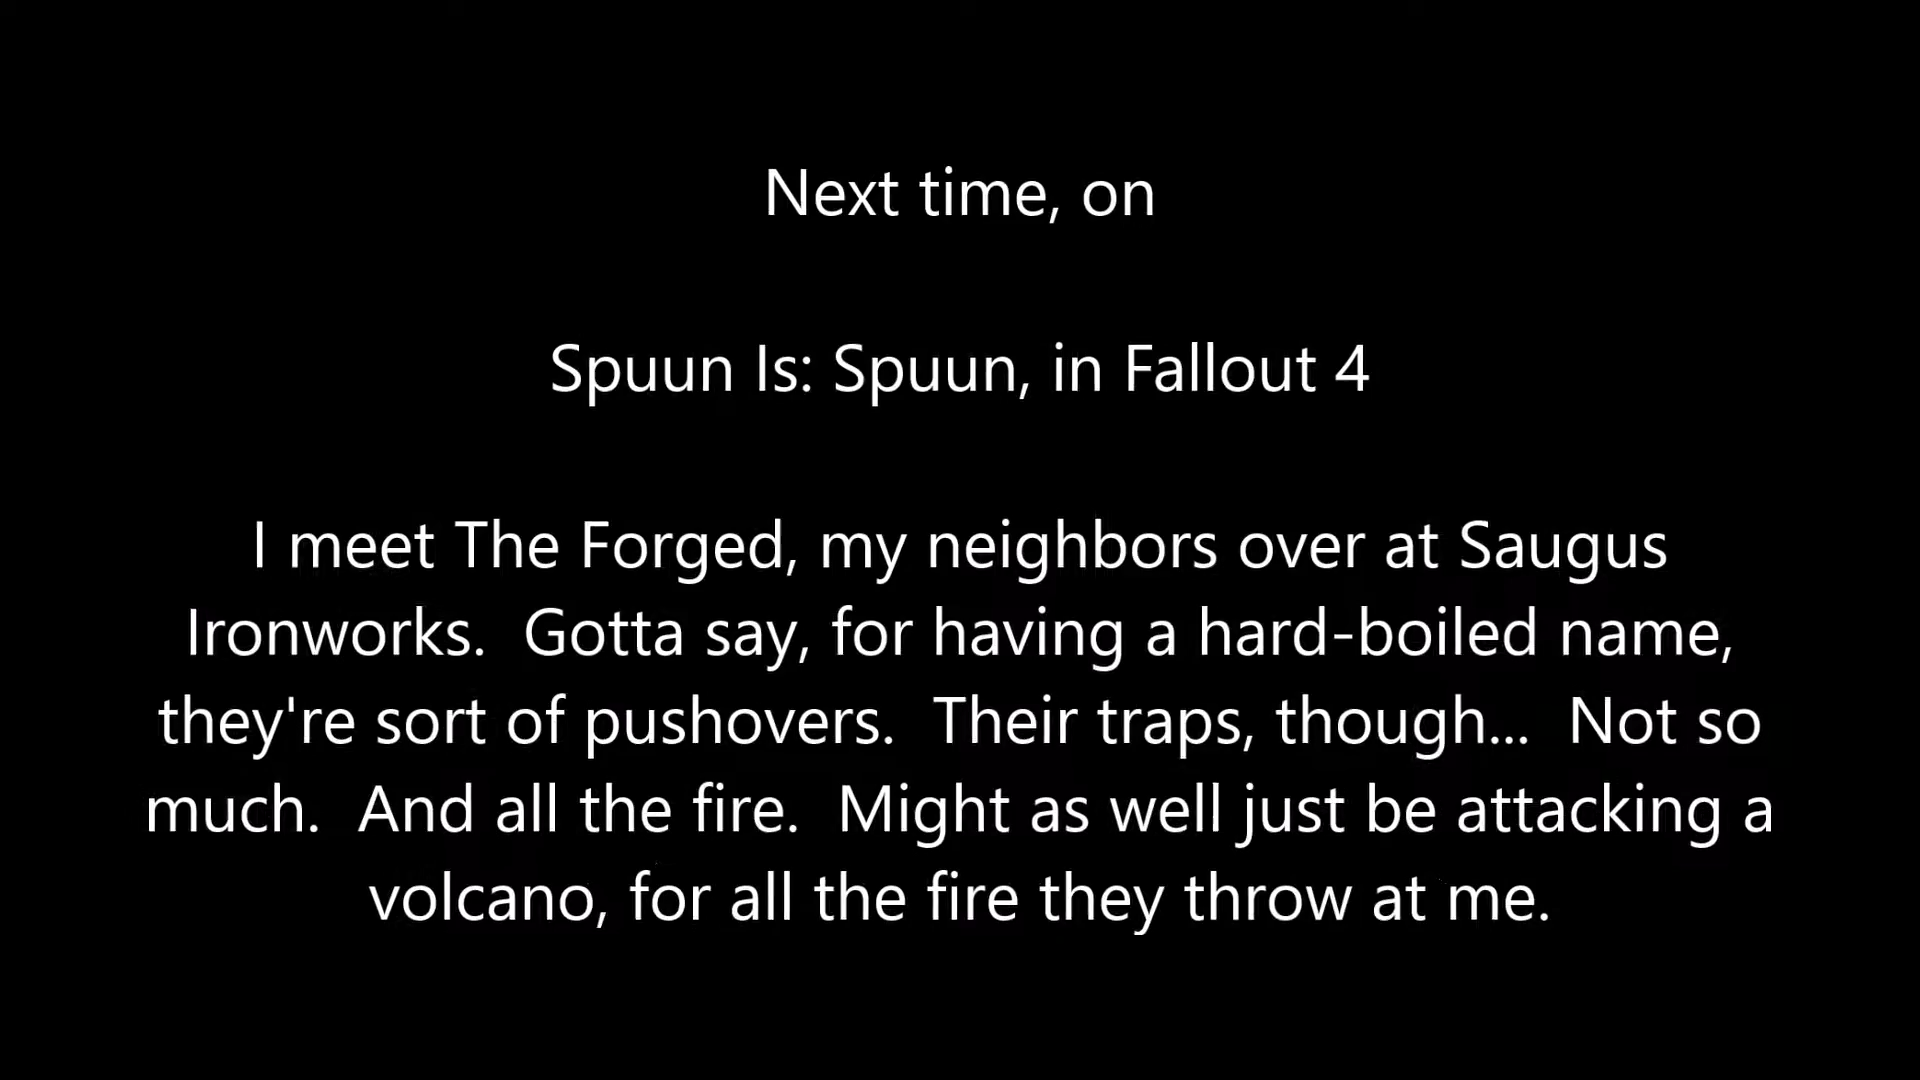 Next time, on
Spuun Is: Spuun, in Fallout 4
I meet The Forged, my neighbors over at Saugus
Ironworks.  Gotta say, for having a hard-boiled name,
they're sort of pushovers.  Their traps, though...  Not so
much.  And all the fire.  Might as well just be attacking a
volcano, for all the fire they throw at me.